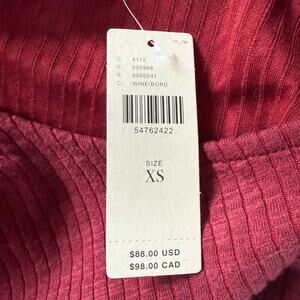 D: 4112
V: 005968
S: 0000041
C: WINE/BORD
54762422
SIZE
XS
$88.00 USD
$98.00 CAD